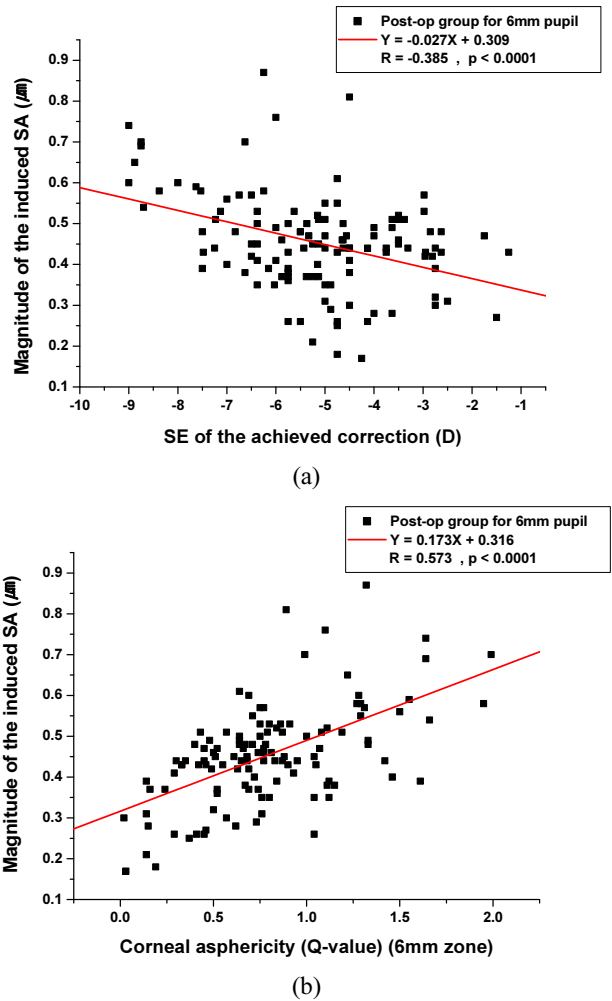 Post-op group for 6mm pupil
Y = -0.027X + 0.309
R = -0.385 , p < 0.0001
Magnitude of the induced SA (㎛)
0.9
0.8
0.7
0.6
0.5
0.4
0.3
0.2
0.1
-10 -9 -8 -7 -6 -5 -4 -3 -2 -1
SE of the achieved correction (D)
(a)
Post-op group for 6mm pupil
Y = 0.173X + 0.316
R = 0.573 , p < 0.0001
Magnitude of the induced SA (㎛)
0.9
0.8
0.7
0.6
0.5
0.4
0.3
0.2
0.1
0.0 0.5 1.0 1.5 2.0
Corneal asphericity (Q-value) (6mm zone)
(b)